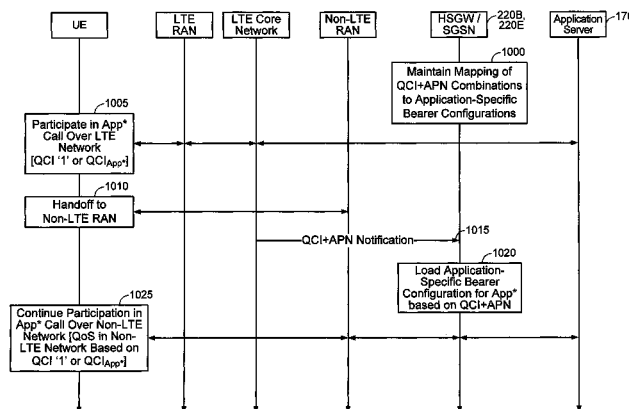 UE
LTE
RAN
LTE Core
Network
Non-LTE
RAN
HSGW /
SGSN
220B,
220E
Application
Server
170
1000
Maintain Mapping of
QCI+APN Combinations
to Application-Specific
Bearer Configurations
1005
Participate in App*
Call Over LTE
Network
[QCI '1' or QCIApp*]
1010
Handoff to
Non-LTE RAN
QCI+APN Notification
1015
1020
Load Application-
Specific Bearer
Configuration for App*
based on QCI+APN
1025
Continue Participation in
App* Call Over Non-LTE
Network [QoS in Non-
LTE Network Based on
QCI '1' or QCIApp*]